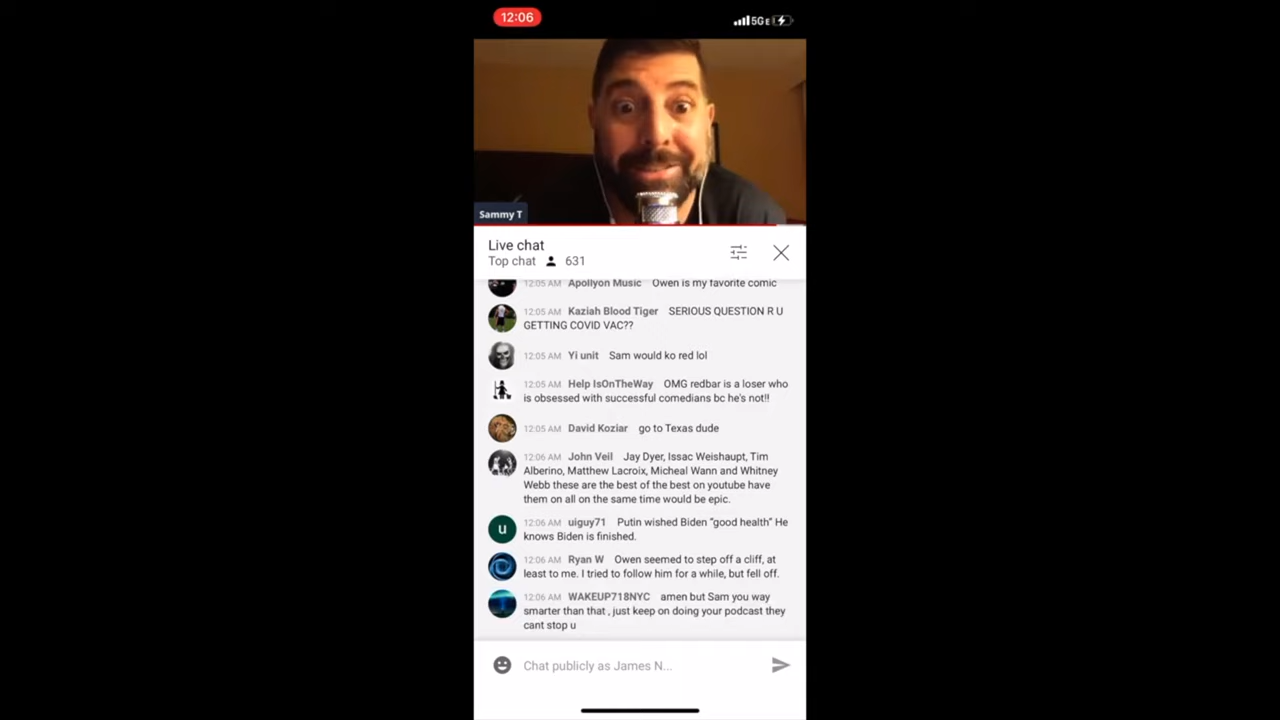 12:06
5GE
Sammy T
Live chat
Top chat 631
12:05 AM Apollyon Music Owen is my favorite comic
12:05 AM Kaziah Blood Tiger SERIOUS QUESTION R U
GETTING COVID VAC??
12:05 AM Yi unit Sam would ko red lol
12:05 AM Help IsOnTheWay OMG redbar is a loser who
is obsessed with successful comedians bc he's not!!
12:05 AM David Koziar go to Texas dude
12:06 AM John Veil Jay Dyer, Issac Weishaupt, Tim
Alberino, Matthew Lacroix, Micheal Wann and Whitney
Webb these are the best of the best on youtube have
them on all on the same time would be epic.
u
12:06 AM uiguy71 Putin wished Biden “good health” He
knows Biden is finished.
12:06 AM Ryan W Owen seemed to step off a cliff, at
least to me. I tried to follow him for a while, but fell off.
12:06 AM WAKEUP718NYC amen but Sam you way
smarter than that , just keep on doing your podcast they
cant stop u
Chat publicly as James N...